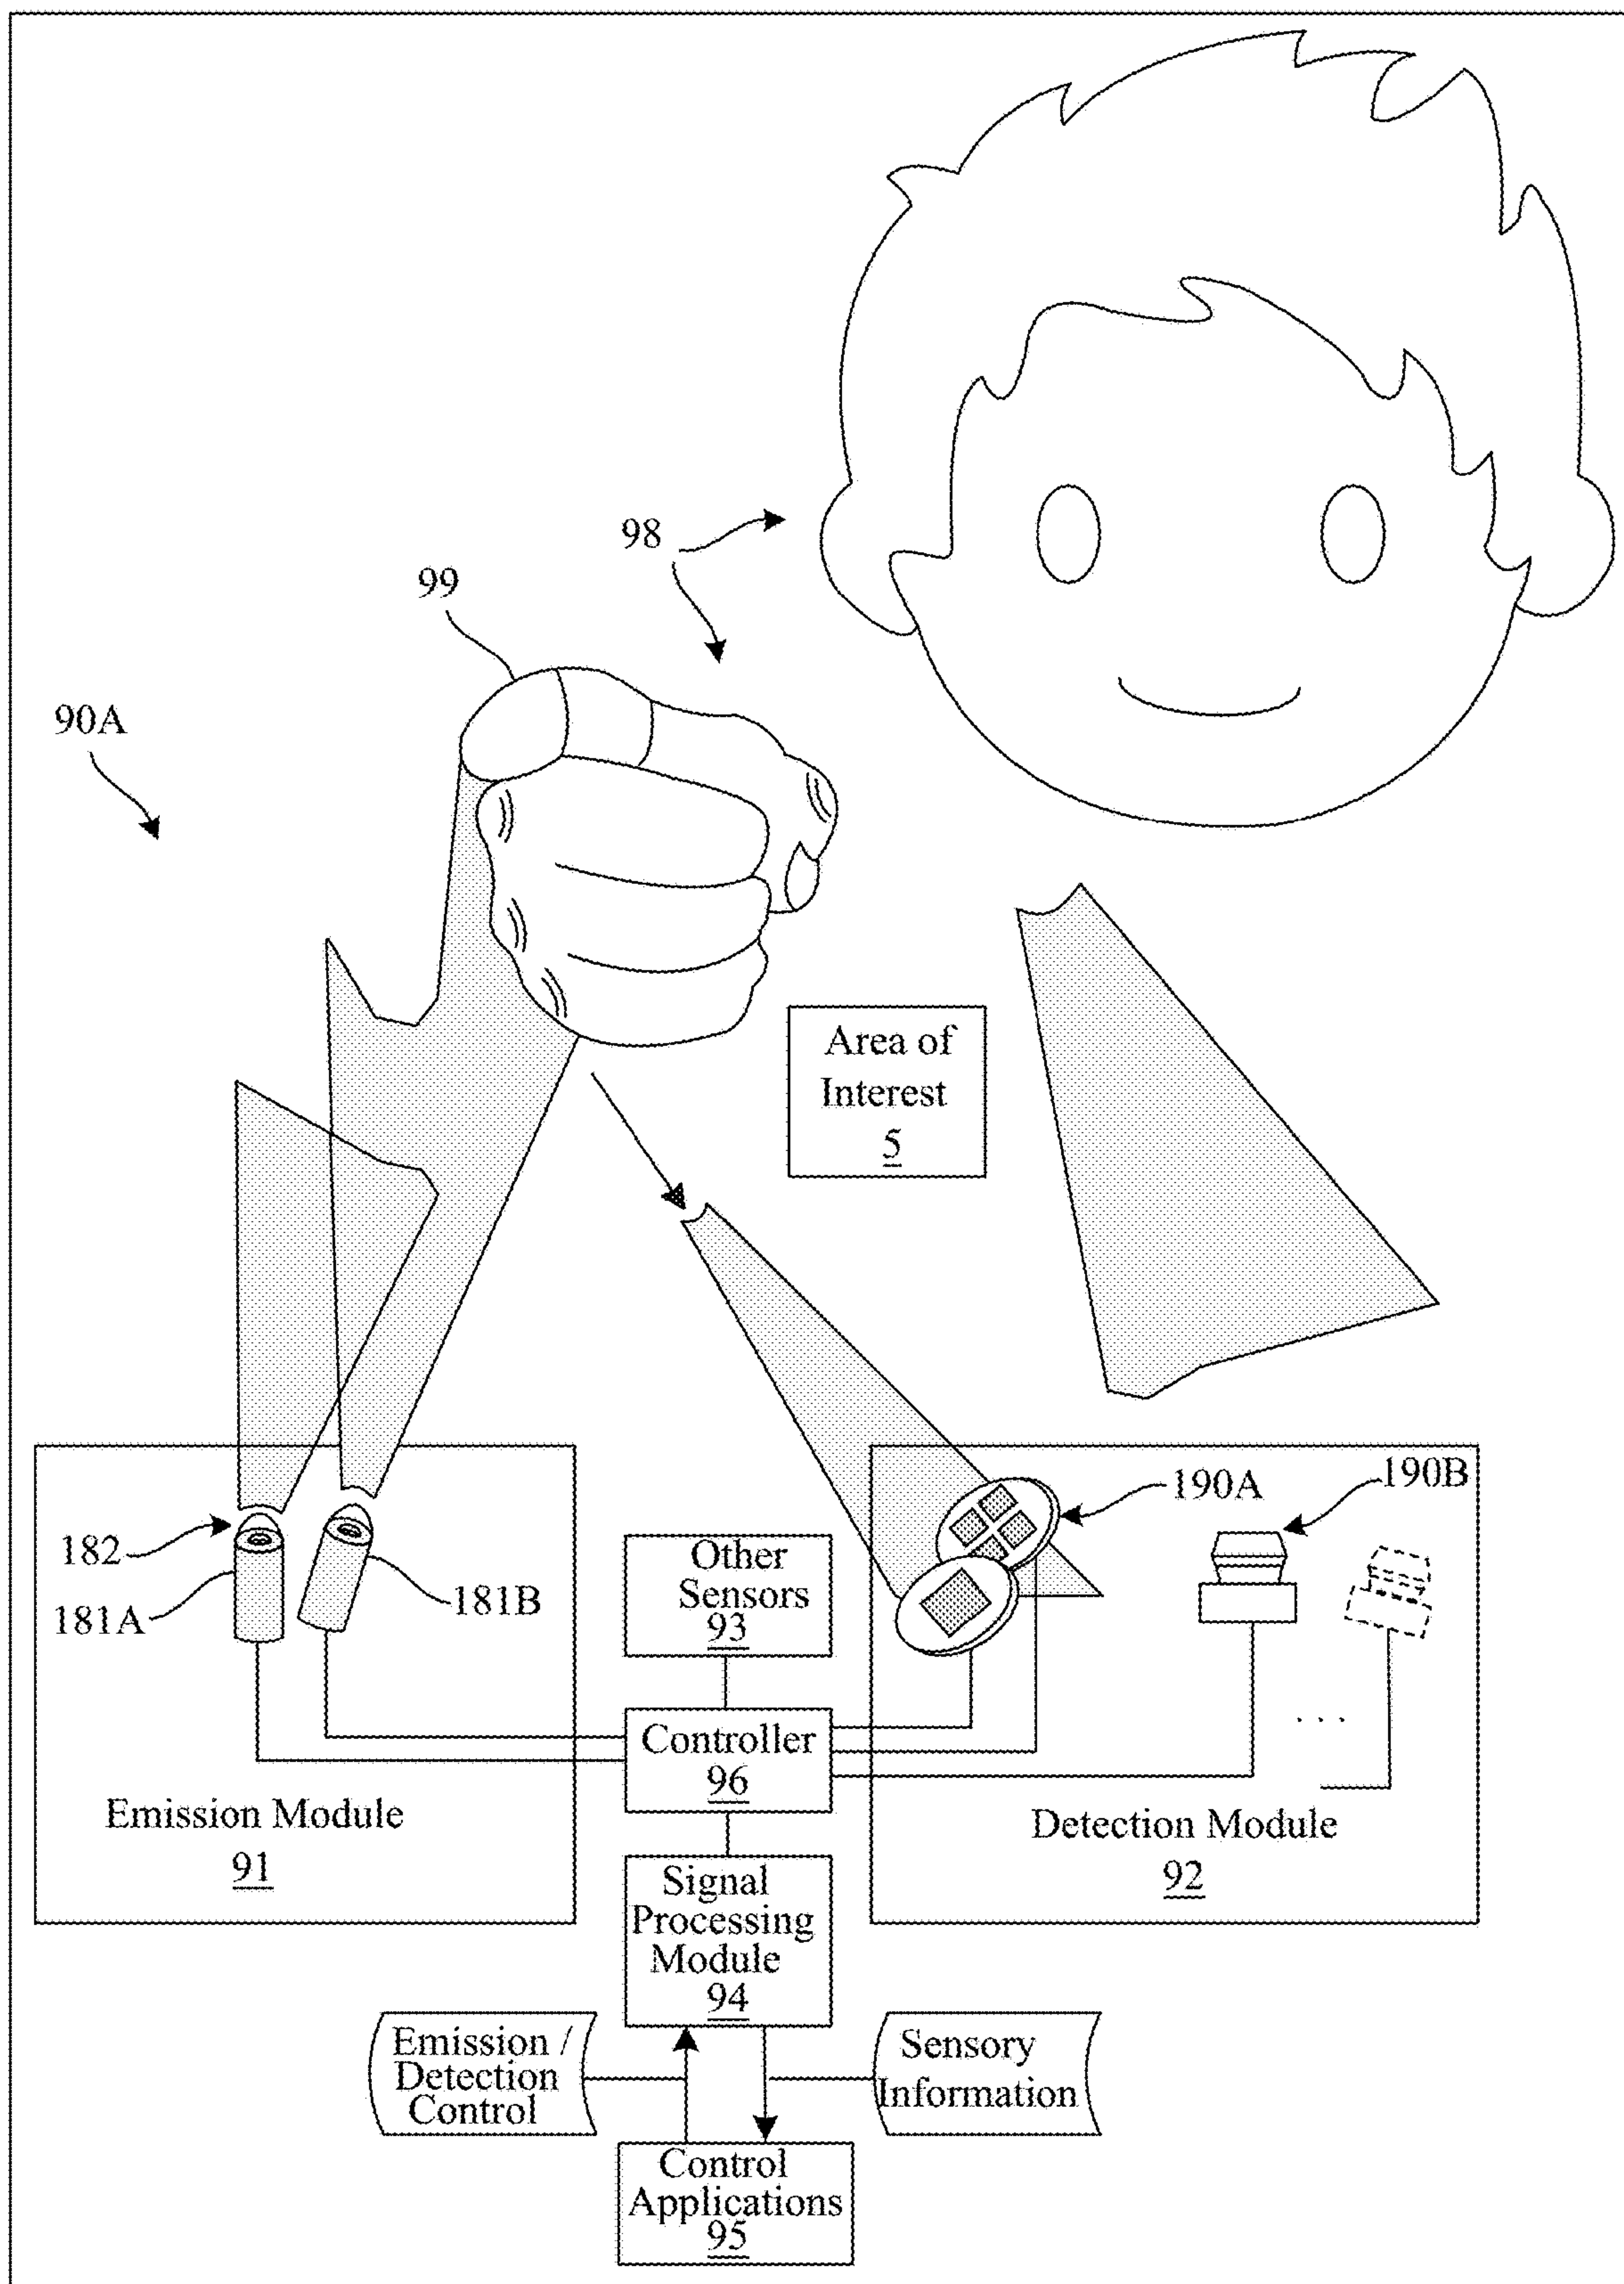 98
99
90A
Area of
Interest
5
190A
190B
182
181A
181B
Other
Sensors
93
Controller
96
Emission Module
91
Detection Module
92
Signal
Processing
Module
94
Emission /
Detection
Control
Sensory
Information
Control
Applications
95